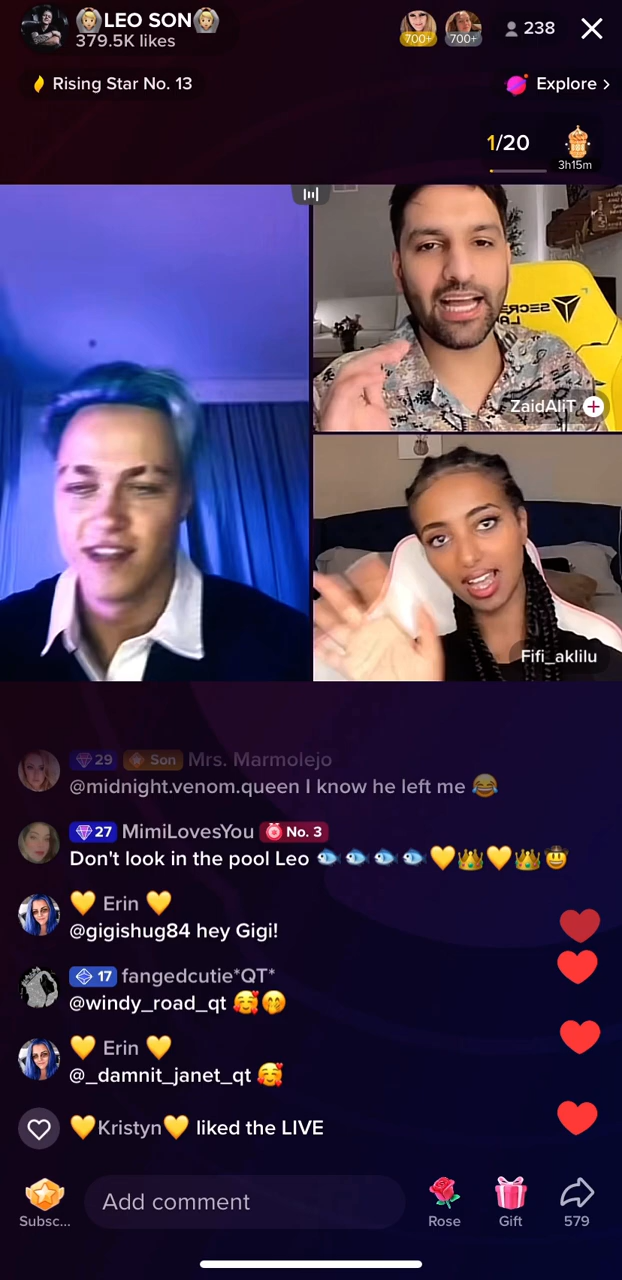 LEO SON
379.5K likes
700+
700+
238
Rising Star No. 13
Explore >
1/20
3h15m
ZaidAliT
Fifi_aklilu
29 Son Mrs. Marmolejo
@midnight.venom.queen I know he left me 😂
27 MimiLovesYou No. 3
Don't look in the pool Leo 🐟🐟🐟🐟💛👑💛👑🤠
💛 Erin 💛
@gigishug84 hey Gigi!
17 fangedcutie*QT*
@windy_road_qt 🥰🤭
💛 Erin 💛
@_damnit_janet_qt 🥰
💛Kristyn💛 liked the LIVE
Add comment
Subsc...
Rose
Gift
579